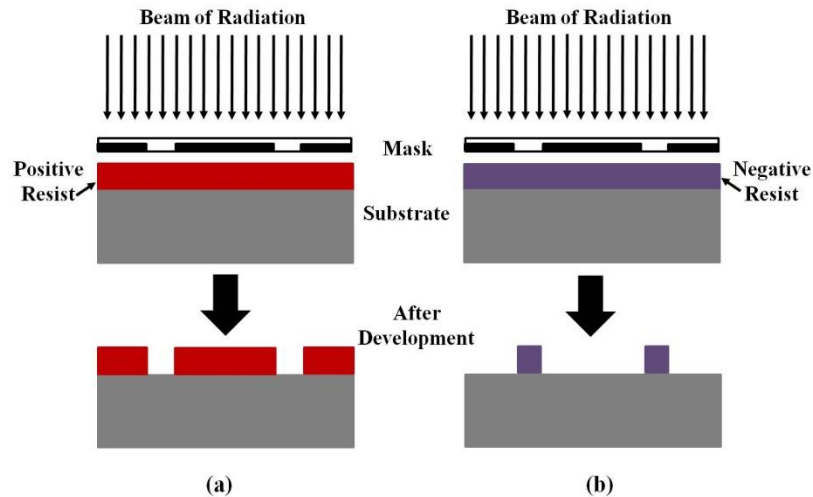 Beam of Radiation
Beam of Radiation
Mask
Positive
Resist
Negative
Resist
Substrate
After
Development
(a)
(b)